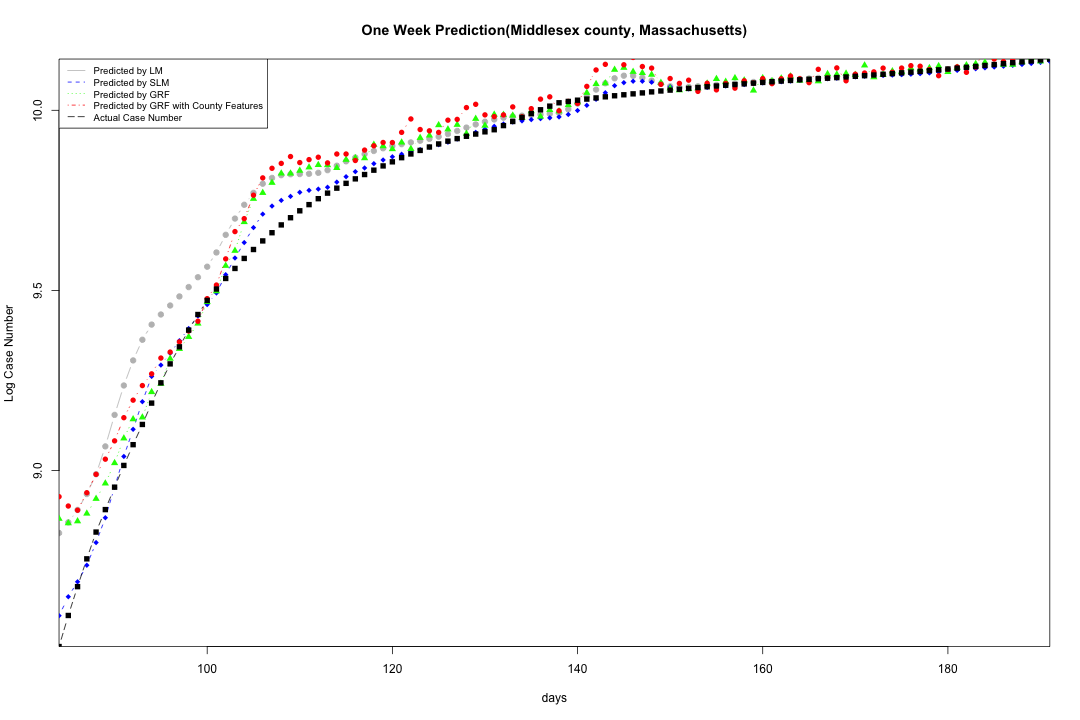 One Week Prediction(Middlesex county, Massachusetts)
Predicted by LM
Predicted by SLM
Predicted by GRF
Predicted by GRF with County Features
Actual Case Number
Log Case Number
10.0
9.5
9.0
100 120 140 160 180
days